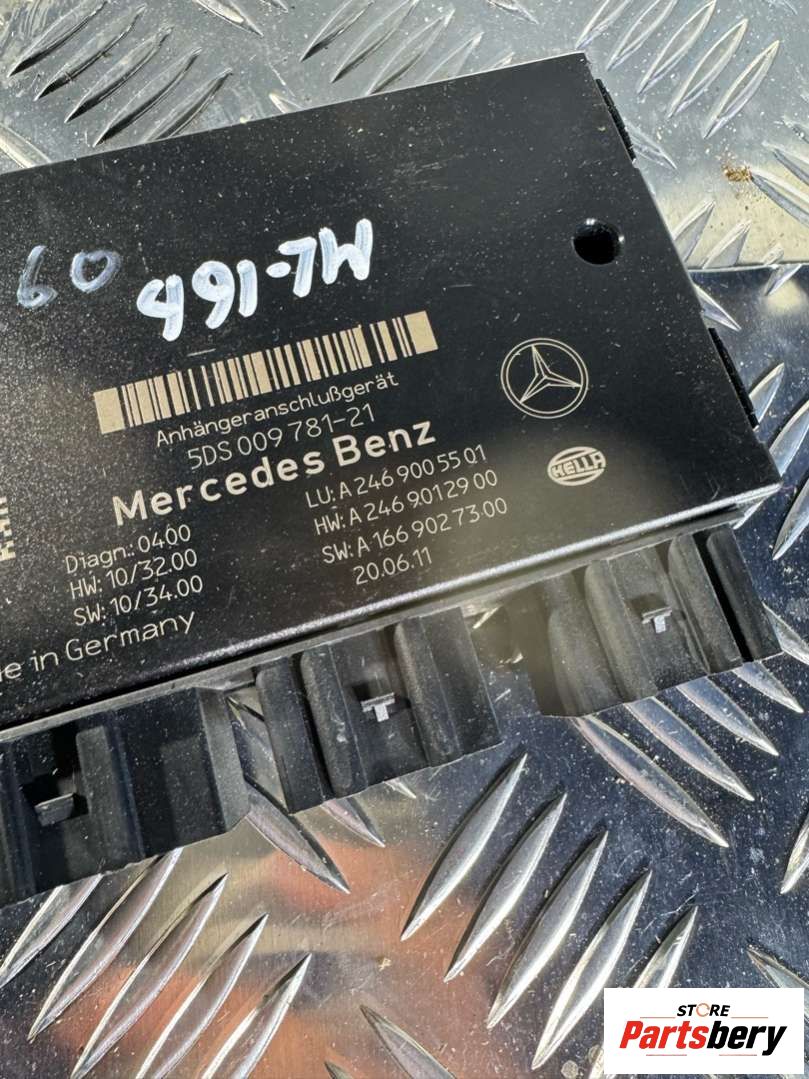 60
ML-166
Anhängeranschlußgerät
5DS 009 781-21
Mercedes Benz
Diagn.: 0400
HW: 10/32.00
SW: 10/34.00
LU: A 246 900 55 01
HW: A 246 901 29 00
SW: A 166 902 73 00
20.06.11
HELLA
in Germany
STORE
Partsbery